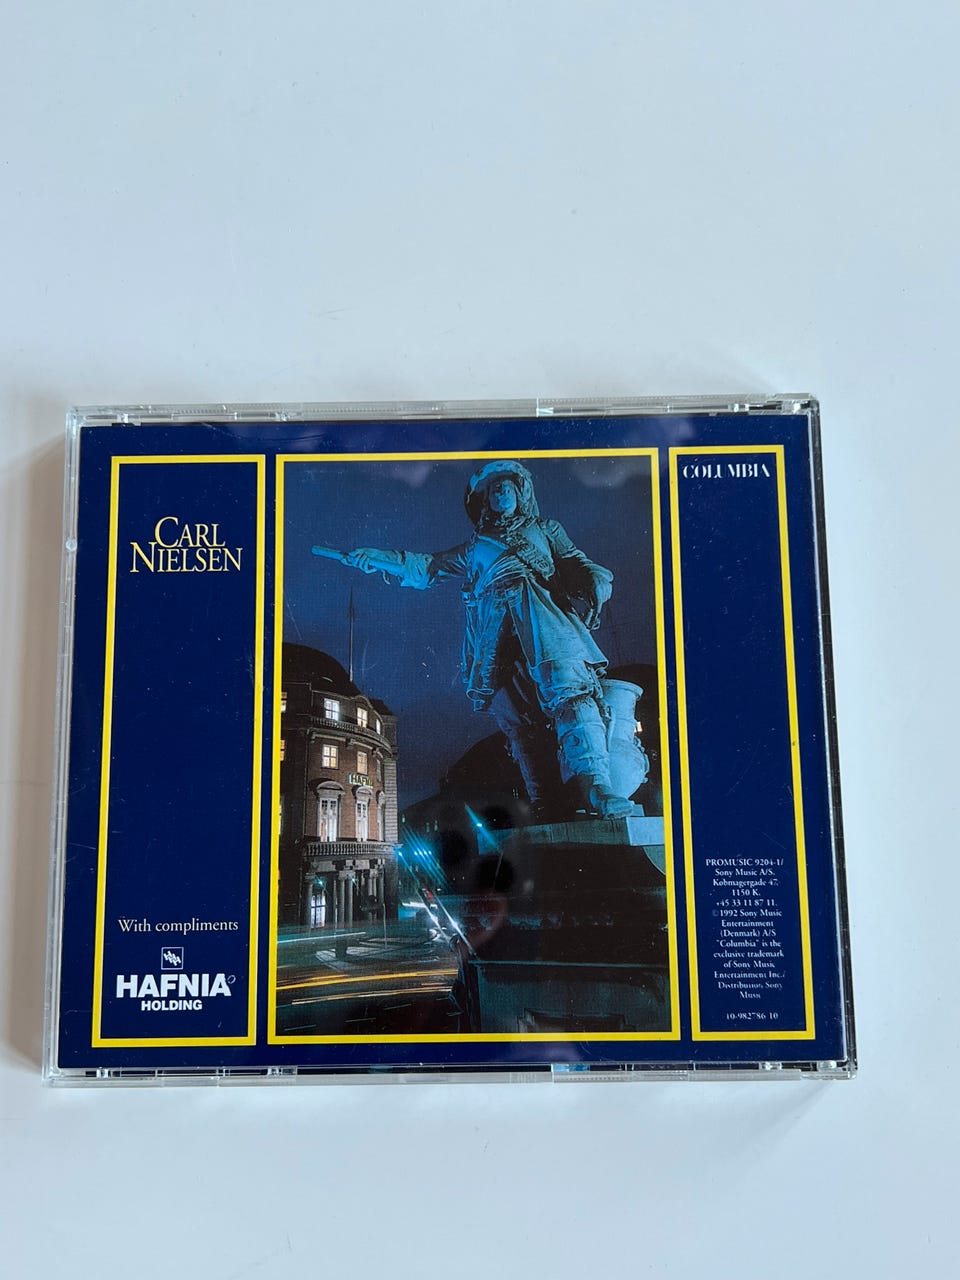 CARL
NIELSEN
With compliments
HAFNIA
HOLDING
HAFNIA
COLUMBIA
PROMUSIC 9204-1/
Sony Music A/S.
Kobmagergade 47.
1150 K.
+45 33 11 87 11.
©1992 Sony Music
Entertainment
(Denmark) A/S
"Columbia" is the
exclusive trademark
of Sony Music
Entertainment Inc./
Distribution Sony
Music
10-982786-10